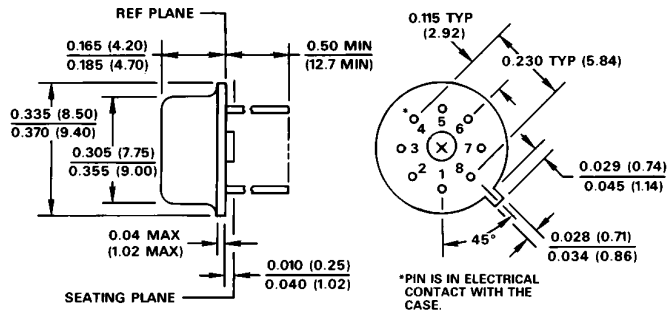 REF PLANE
0.165 (4.20)
0.185 (4.70)
0.50 MIN
(12.7 MIN)
0.335 (8.50)
0.370 (9.40)
0.305 (7.75)
0.355 (9.00)
0.04 MAX
(1.02 MAX)
0.010 (0.25)
0.040 (1.02)
SEATING PLANE
0.115 TYP
(2.92)
0.230 TYP (5.84)
*
4
5
6
3
7
2
1
8
0.029 (0.74)
0.045 (1.14)
45°
0.028 (0.71)
0.034 (0.86)
*PIN IS IN ELECTRICAL
CONTACT WITH THE
CASE.